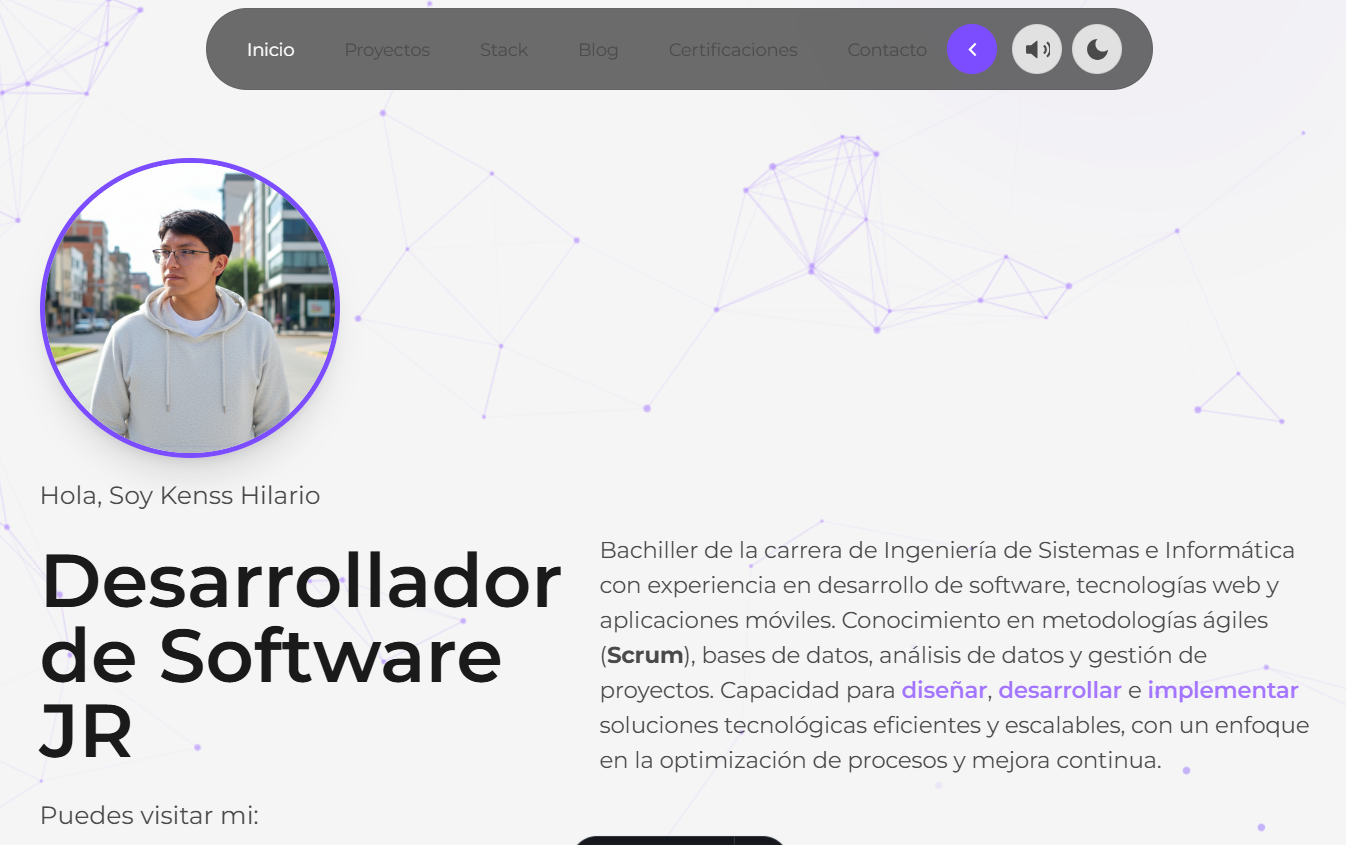 Inicio Proyectos Stack Blog Certificaciones Contacto
Hola, Soy Kenss Hilario
Desarrollador
de Software
JR
Puedes visitar mi:
Bachiller de la carrera de Ingeniería de Sistemas e Informática
con experiencia en desarrollo de software, tecnologías web y
aplicaciones móviles. Conocimiento en metodologías ágiles
(Scrum), bases de datos, análisis de datos y gestión de
proyectos. Capacidad para diseñar, desarrollar e implementar
soluciones tecnológicas eficientes y escalables, con un enfoque
en la optimización de procesos y mejora continua.